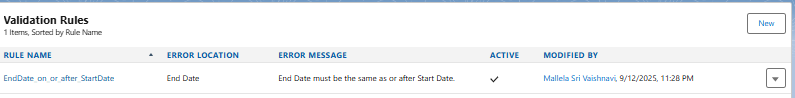 Validation Rules
New
1 Items, Sorted by Rule Name
RULE NAME ERROR LOCATION ERROR MESSAGE ACTIVE MODIFIED BY
EndDate_on_or_after_StartDate End Date End Date must be the same as or after Start Date. Mallela Sri Vaishnavi, 9/12/2025, 11:28 PM